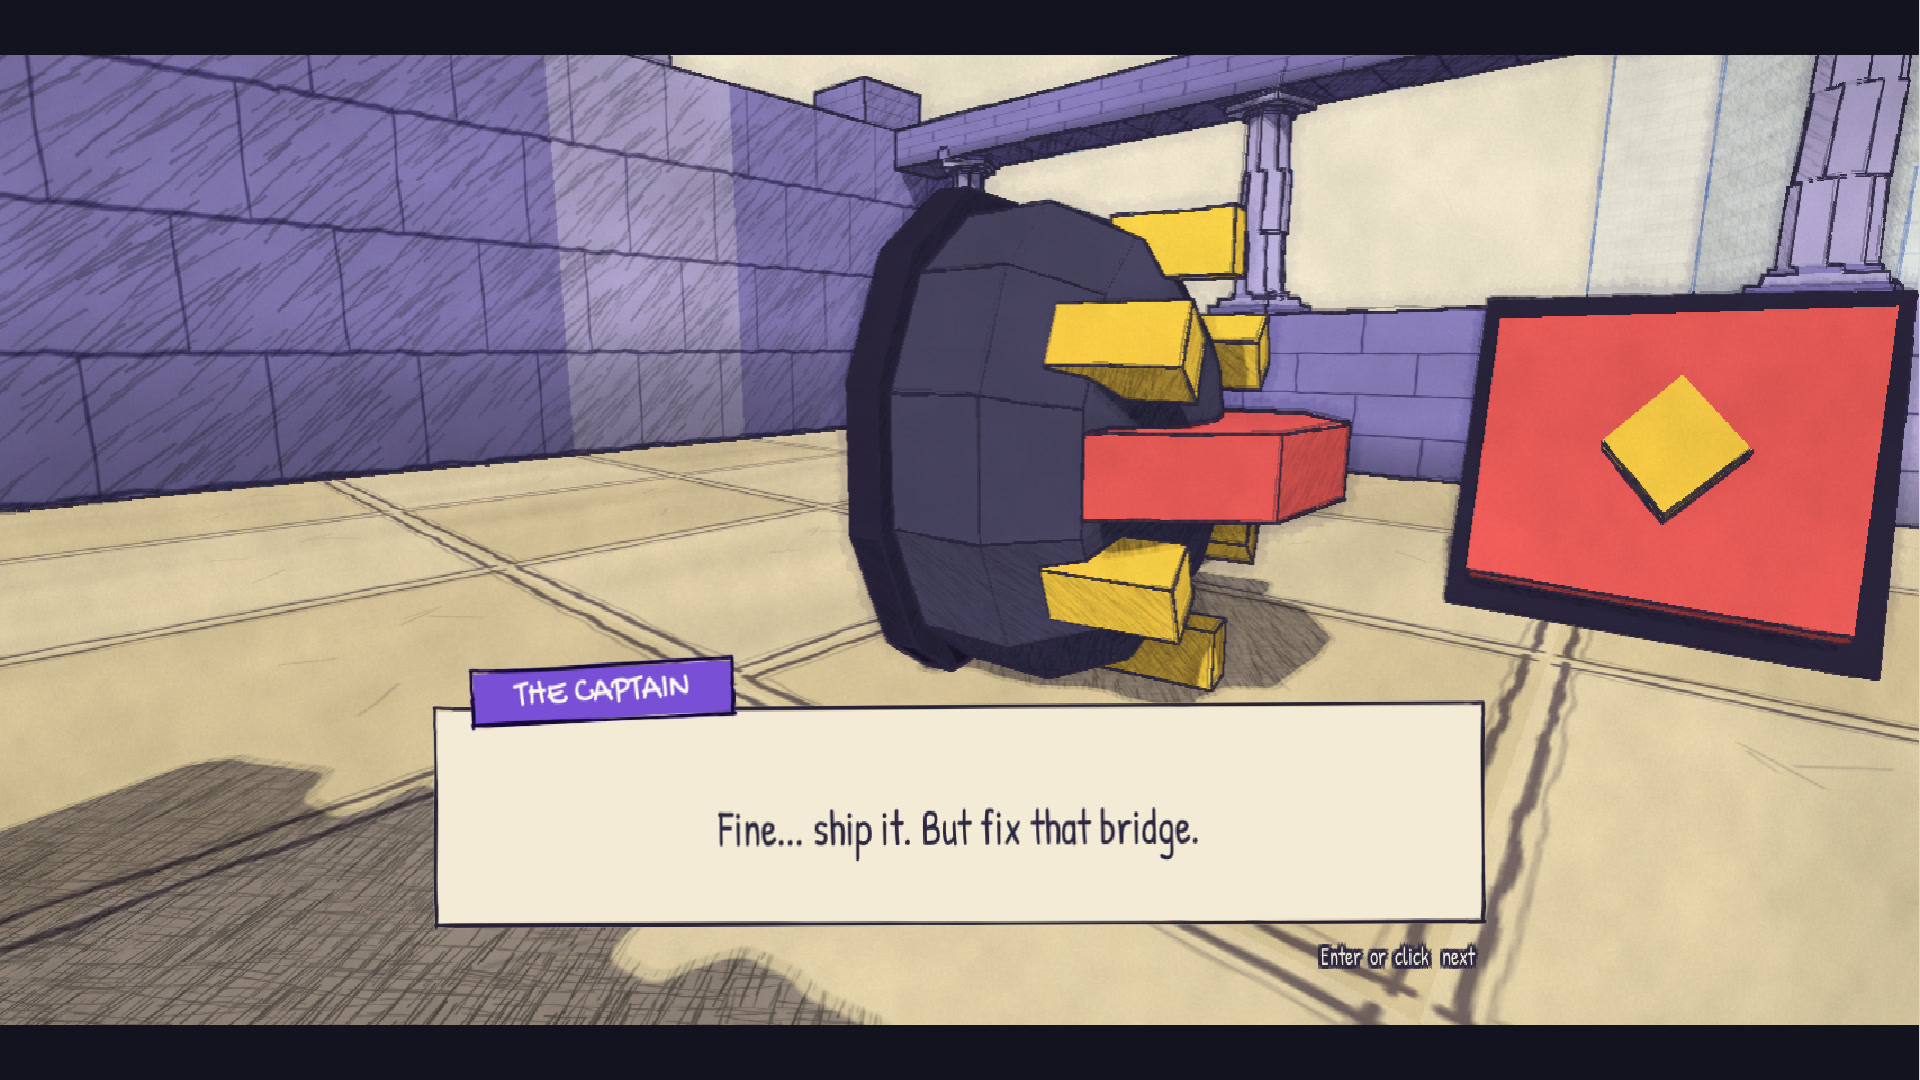 THE CAPTAIN
Fine... ship it. But fix that bridge.
Enter or click next